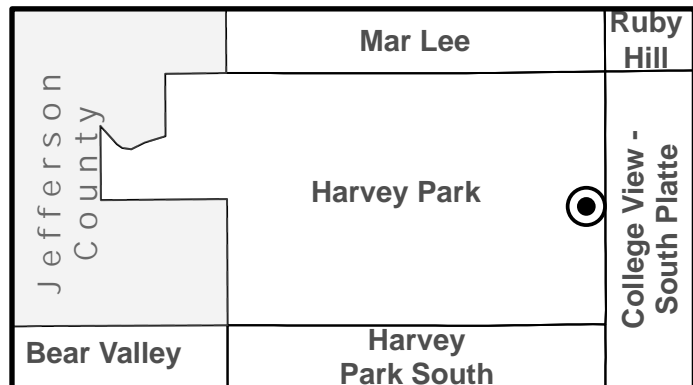 Mar Lee
Ruby
Hill
Jefferson
County
Harvey Park
College View -
South Platte
Bear Valley
Harvey
Park South